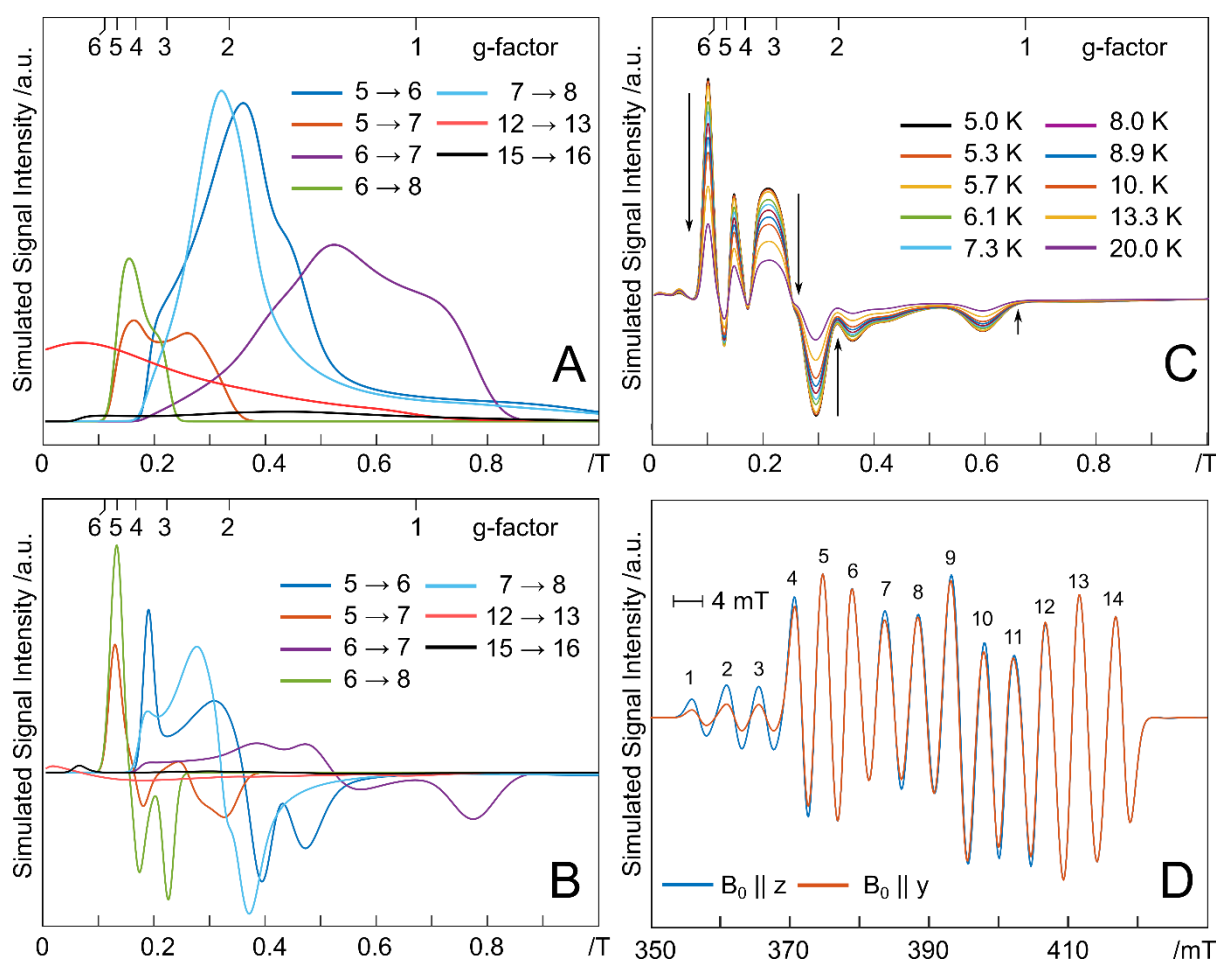 6 5 4 3 2 1 g-factor
5 → 6 7 → 8
5 → 7 12 → 13
6 → 7 15 → 16
6 → 8
A
Simulated Signal Intensity /a.u.
0 0.2 0.4 0.6 0.8 /T
6 5 4 3 2 1 g-factor
5.0 K 8.0 K
5.3 K 8.9 K
5.7 K 10. K
6.1 K 13.3 K
7.3 K 20.0 K
C
Simulated Signal Intensity /a.u.
0 0.2 0.4 0.6 0.8 /T
6 5 4 3 2 1 g-factor
5 → 6 7 → 8
5 → 7 12 → 13
6 → 7 15 → 16
6 → 8
B
Simulated Signal Intensity /a.u.
0 0.2 0.4 0.6 0.8 /T
1 2 3 4 5 6 7 8 9 10 11 12 13 14
4 mT
B₀ || z B₀ || y
D
Simulated Signal Intensity /a.u.
350 370 390 410 /mT